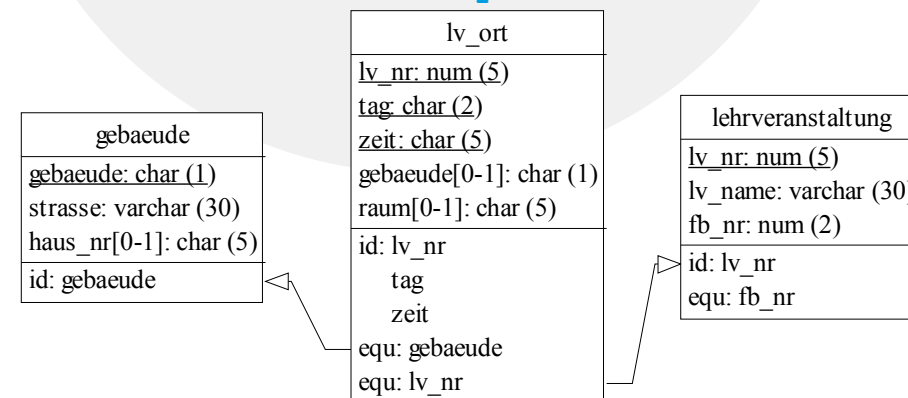 gebaeude
gebaeude: char (1)
strasse: varchar (30)
haus_nr[0-1]: char (5)
id: gebaeude
lv_ort
lv_nr: num (5)
tag: char (2)
zeit: char (5)
gebaeude[0-1]: char (1)
raum[0-1]: char (5)
id: lv_nr
tag
zeit
equ: gebaeude
equ: lv_nr
lehrveranstaltung
lv_nr: num (5)
lv_name: varchar (30)
fb_nr: num (2)
id: lv_nr
equ: fb_nr